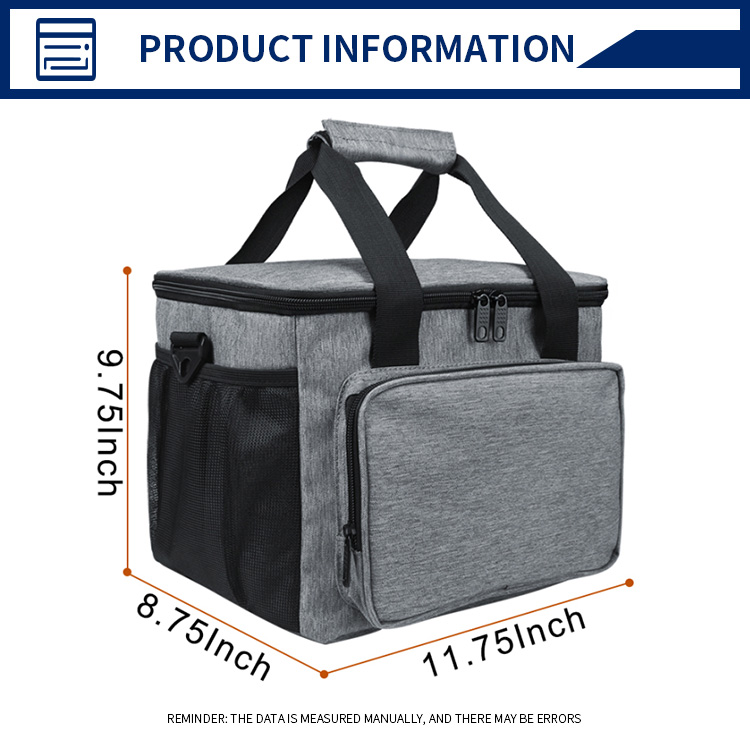 PRODUCT INFORMATION
9.75Inch
8.75Inch
11.75Inch
REMINDER: THE DATA IS MEASURED MANUALLY, AND THERE MAY BE ERRORS